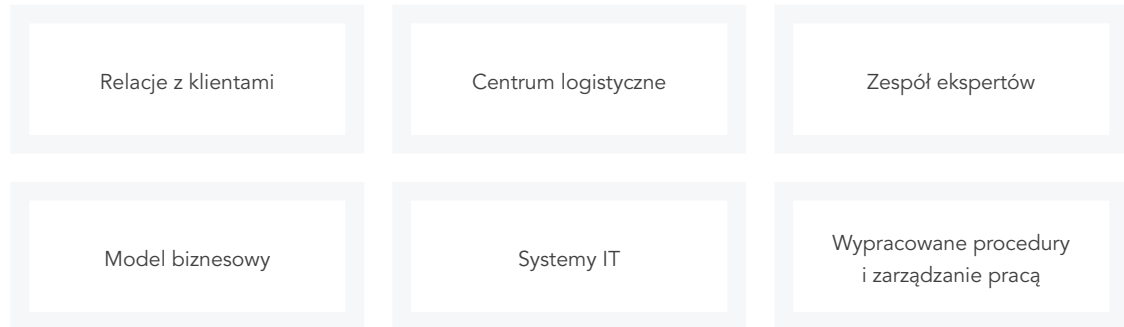 Relacje z klientami
Centrum logistyczne
Zespół ekspertów
Model biznesowy
Systemy IT
Wypracowane procedury
i zarządzanie pracą